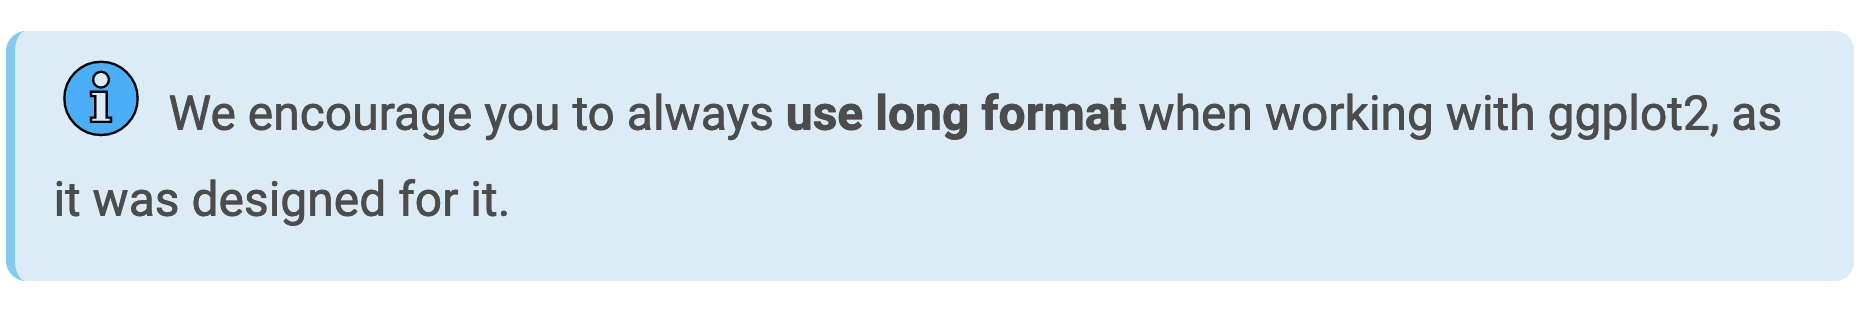 We encourage you to always use long format when working with ggplot2, as
it was designed for it.